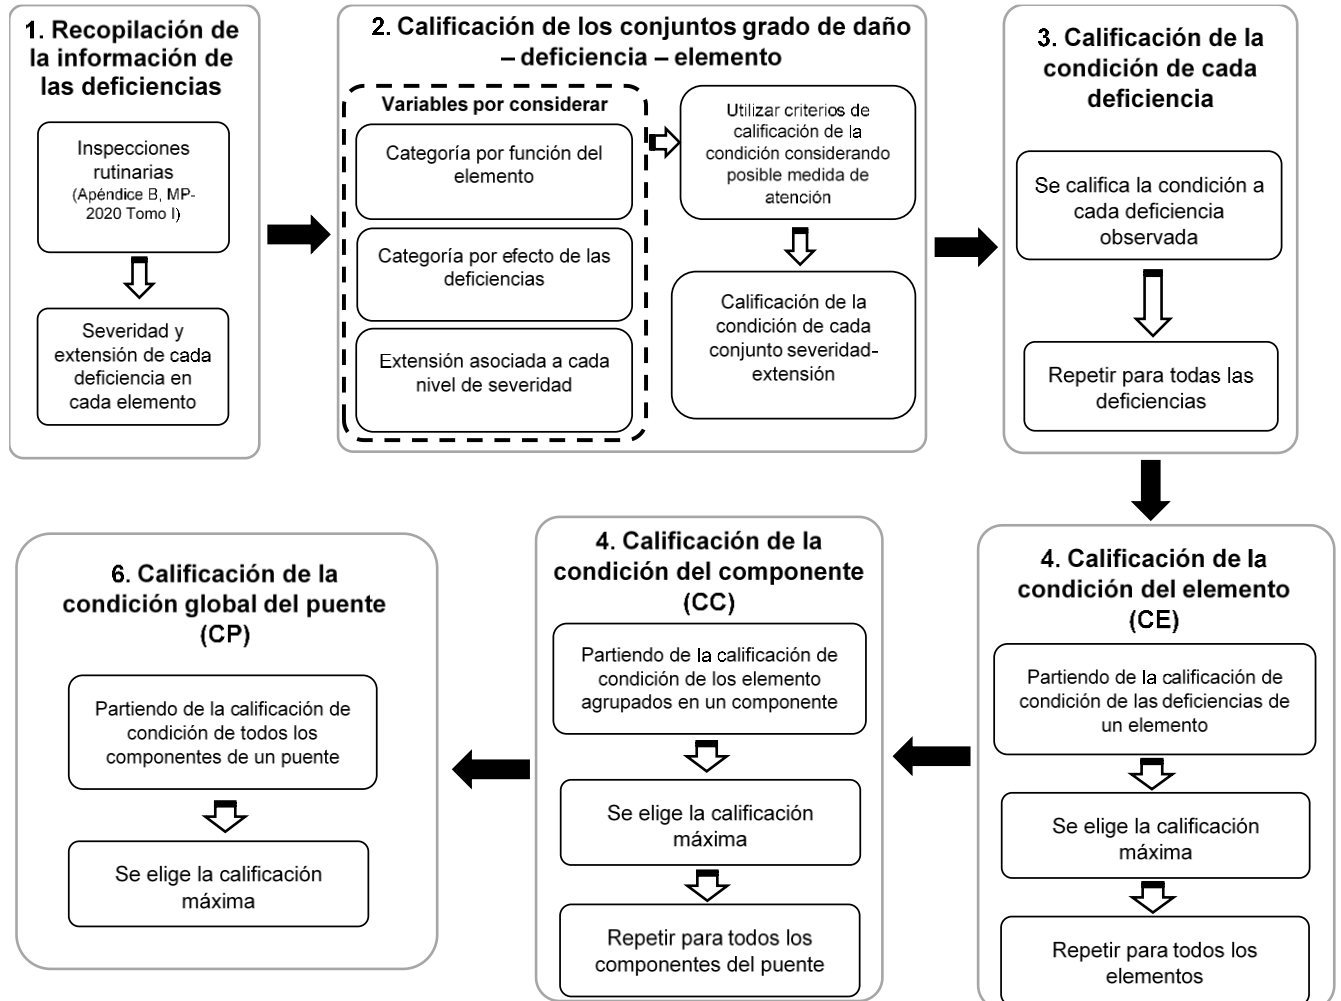 1. Recopilación de
la información de
las deficiencias
Inspecciones
rutinarias
(Apéndice B, MP-
2020 Tomo I)
Severidad y
extensión de cada
deficiencia en
cada elemento
2. Calificación de los conjuntos grado de daño
– deficiencia – elemento
Variables por considerar
Categoría por función del
elemento
Categoría por efecto de las
deficiencias
Extensión asociada a cada
nivel de severidad
Utilizar criterios de
calificación de la
condición considerando
posible medida de
atención
Calificación de la
condición de cada
conjunto severidad-
extensión
3. Calificación de la
condición de cada
deficiencia
Se califica la condición a
cada deficiencia
observada
Repetir para todas las
deficiencias
4. Calificación de la
condición del elemento
(CE)
Partiendo de la calificación de
condición de las deficiencias de
un elemento
Se elige la calificación
máxima
Repetir para todos los
elementos
4. Calificación de la
condición del componente
(CC)
Partiendo de la calificación de
condición de los elemento
agrupados en un componente
Se elige la calificación
máxima
Repetir para todos los
componentes del puente
6. Calificación de la
condición global del puente
(CP)
Partiendo de la calificación de
condición de todos los
componentes de un puente
Se elige la calificación
máxima